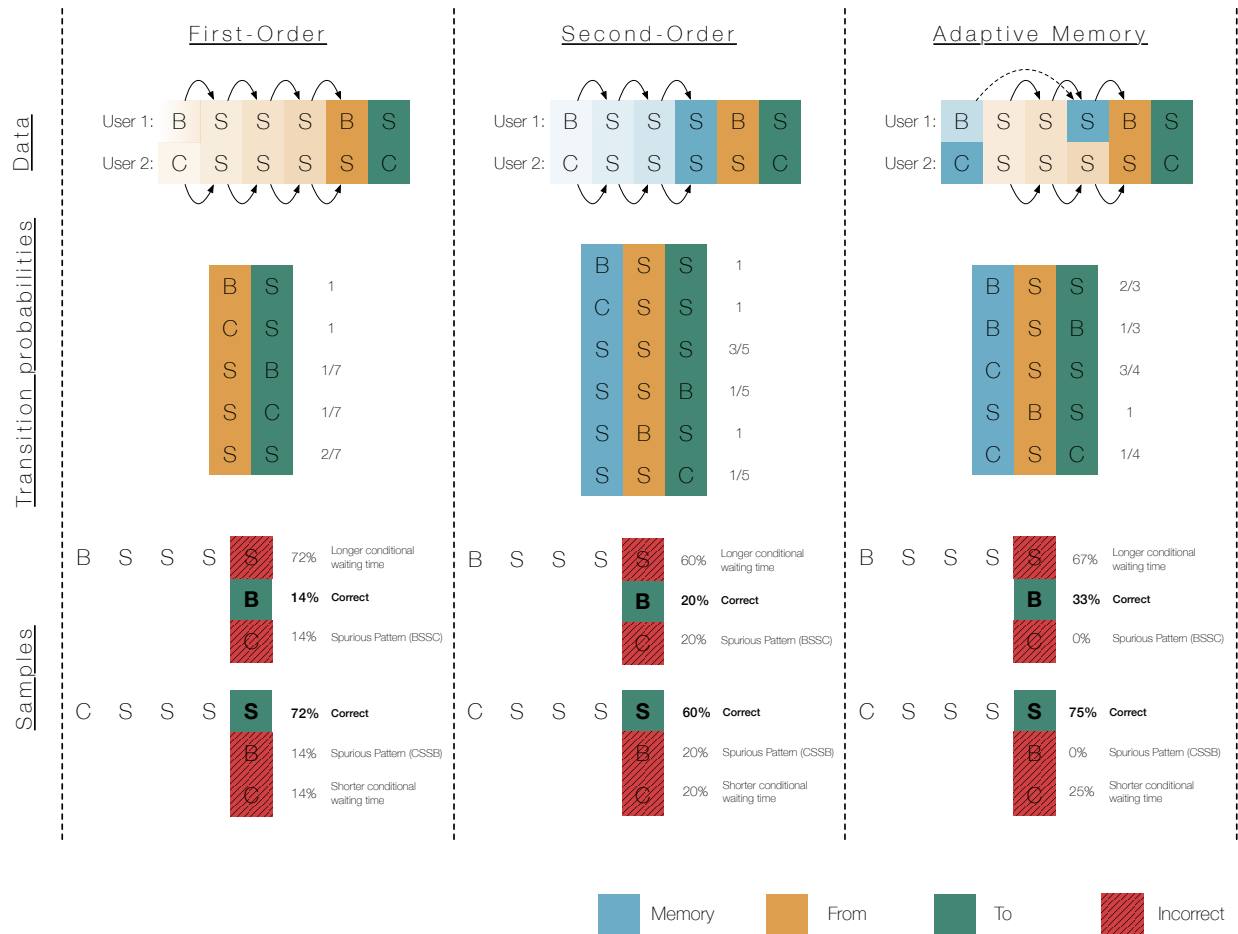 First-Order
Second-Order
Adaptive Memory
Data
User 1: B S S S B S
User 2: C S S S S C
User 1: B S S S B S
User 2: C S S S S C
User 1: B S S S B S
User 2: C S S S S C
Transition probabilities
B S 1
C S 1
S B 1/7
S C 1/7
S S 2/7
B S S 1
C S S 1
S S S 3/5
S S B 1/5
S B S 1
S S C 1/5
B S S 2/3
B S B 1/3
C S S 3/4
S B S 1
C S C 1/4
Samples
B S S S S 72% Longer conditional
waiting time
B 14% Correct
C 14% Spurious Pattern (BSSC)
C S S S S 72% Correct
B 14% Spurious Pattern (CSSB)
C 14% Shorter conditional
waiting time
B S S S S 60% Longer conditional
waiting time
B 20% Correct
C 20% Spurious Pattern (BSSC)
C S S S S 60% Correct
B 20% Spurious Pattern (CSSB)
C 20% Shorter conditional
waiting time
B S S S S 67% Longer conditional
waiting time
B 33% Correct
C 0% Spurious Pattern (BSSC)
C S S S S 75% Correct
B 0% Spurious Pattern (CSSB)
C 25% Shorter conditional
waiting time
Memory
From
To
Incorrect